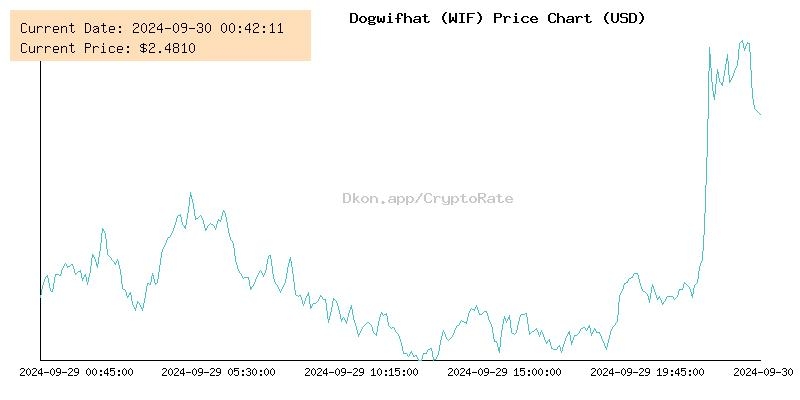 Dogwifhat (WIF) Price Chart (USD)
Current Date: 2024-09-30 00:42:11
Current Price: $2.4810
Dkon.app/CryptoRate
2024-09-29 00:45:00 2024-09-29 05:30:00 2024-09-29 10:15:00 2024-09-29 15:00:00 2024-09-29 19:45:00 2024-09-30